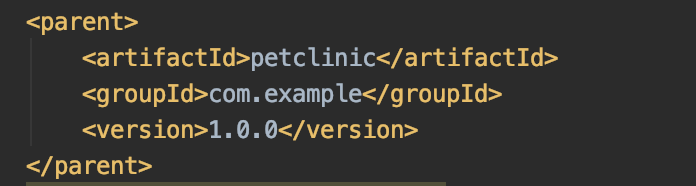 <parent>
    <artifactId>petclinic</artifactId>
    <groupId>com.example</groupId>
    <version>1.0.0</version>
</parent>